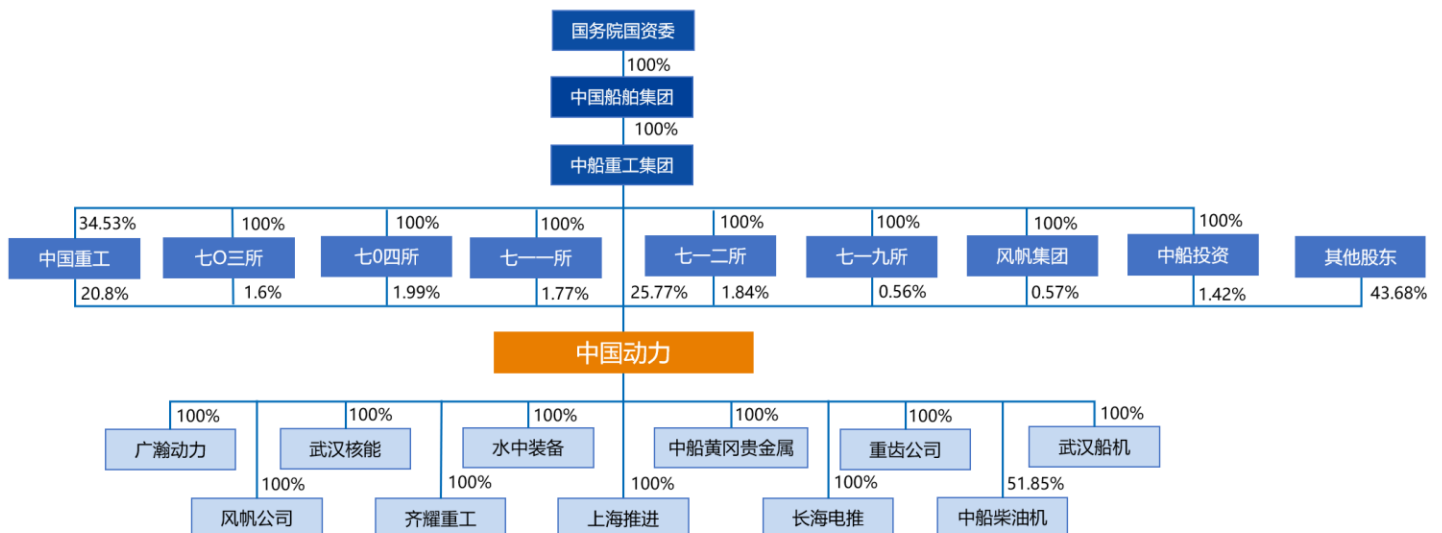 国务院国资委
100%
中国船舶集团
100%
中船重工集团
34.53%
100%
100%
100%
100%
100%
100%
100%
中国重工
七O三所
七0四所
七一一所
七一二所
七一九所
风帆集团
中船投资
其他股东
20.8%
1.6%
1.99%
1.77%
25.77%
1.84%
0.56%
0.57%
1.42%
43.68%
中国动力
100%
100%
100%
100%
100%
100%
广瀚动力
武汉核能
水中装备
中船黄冈贵金属
重齿公司
武汉船机
100%
100%
100%
100%
51.85%
风帆公司
齐耀重工
上海推进
长海电推
中船柴油机